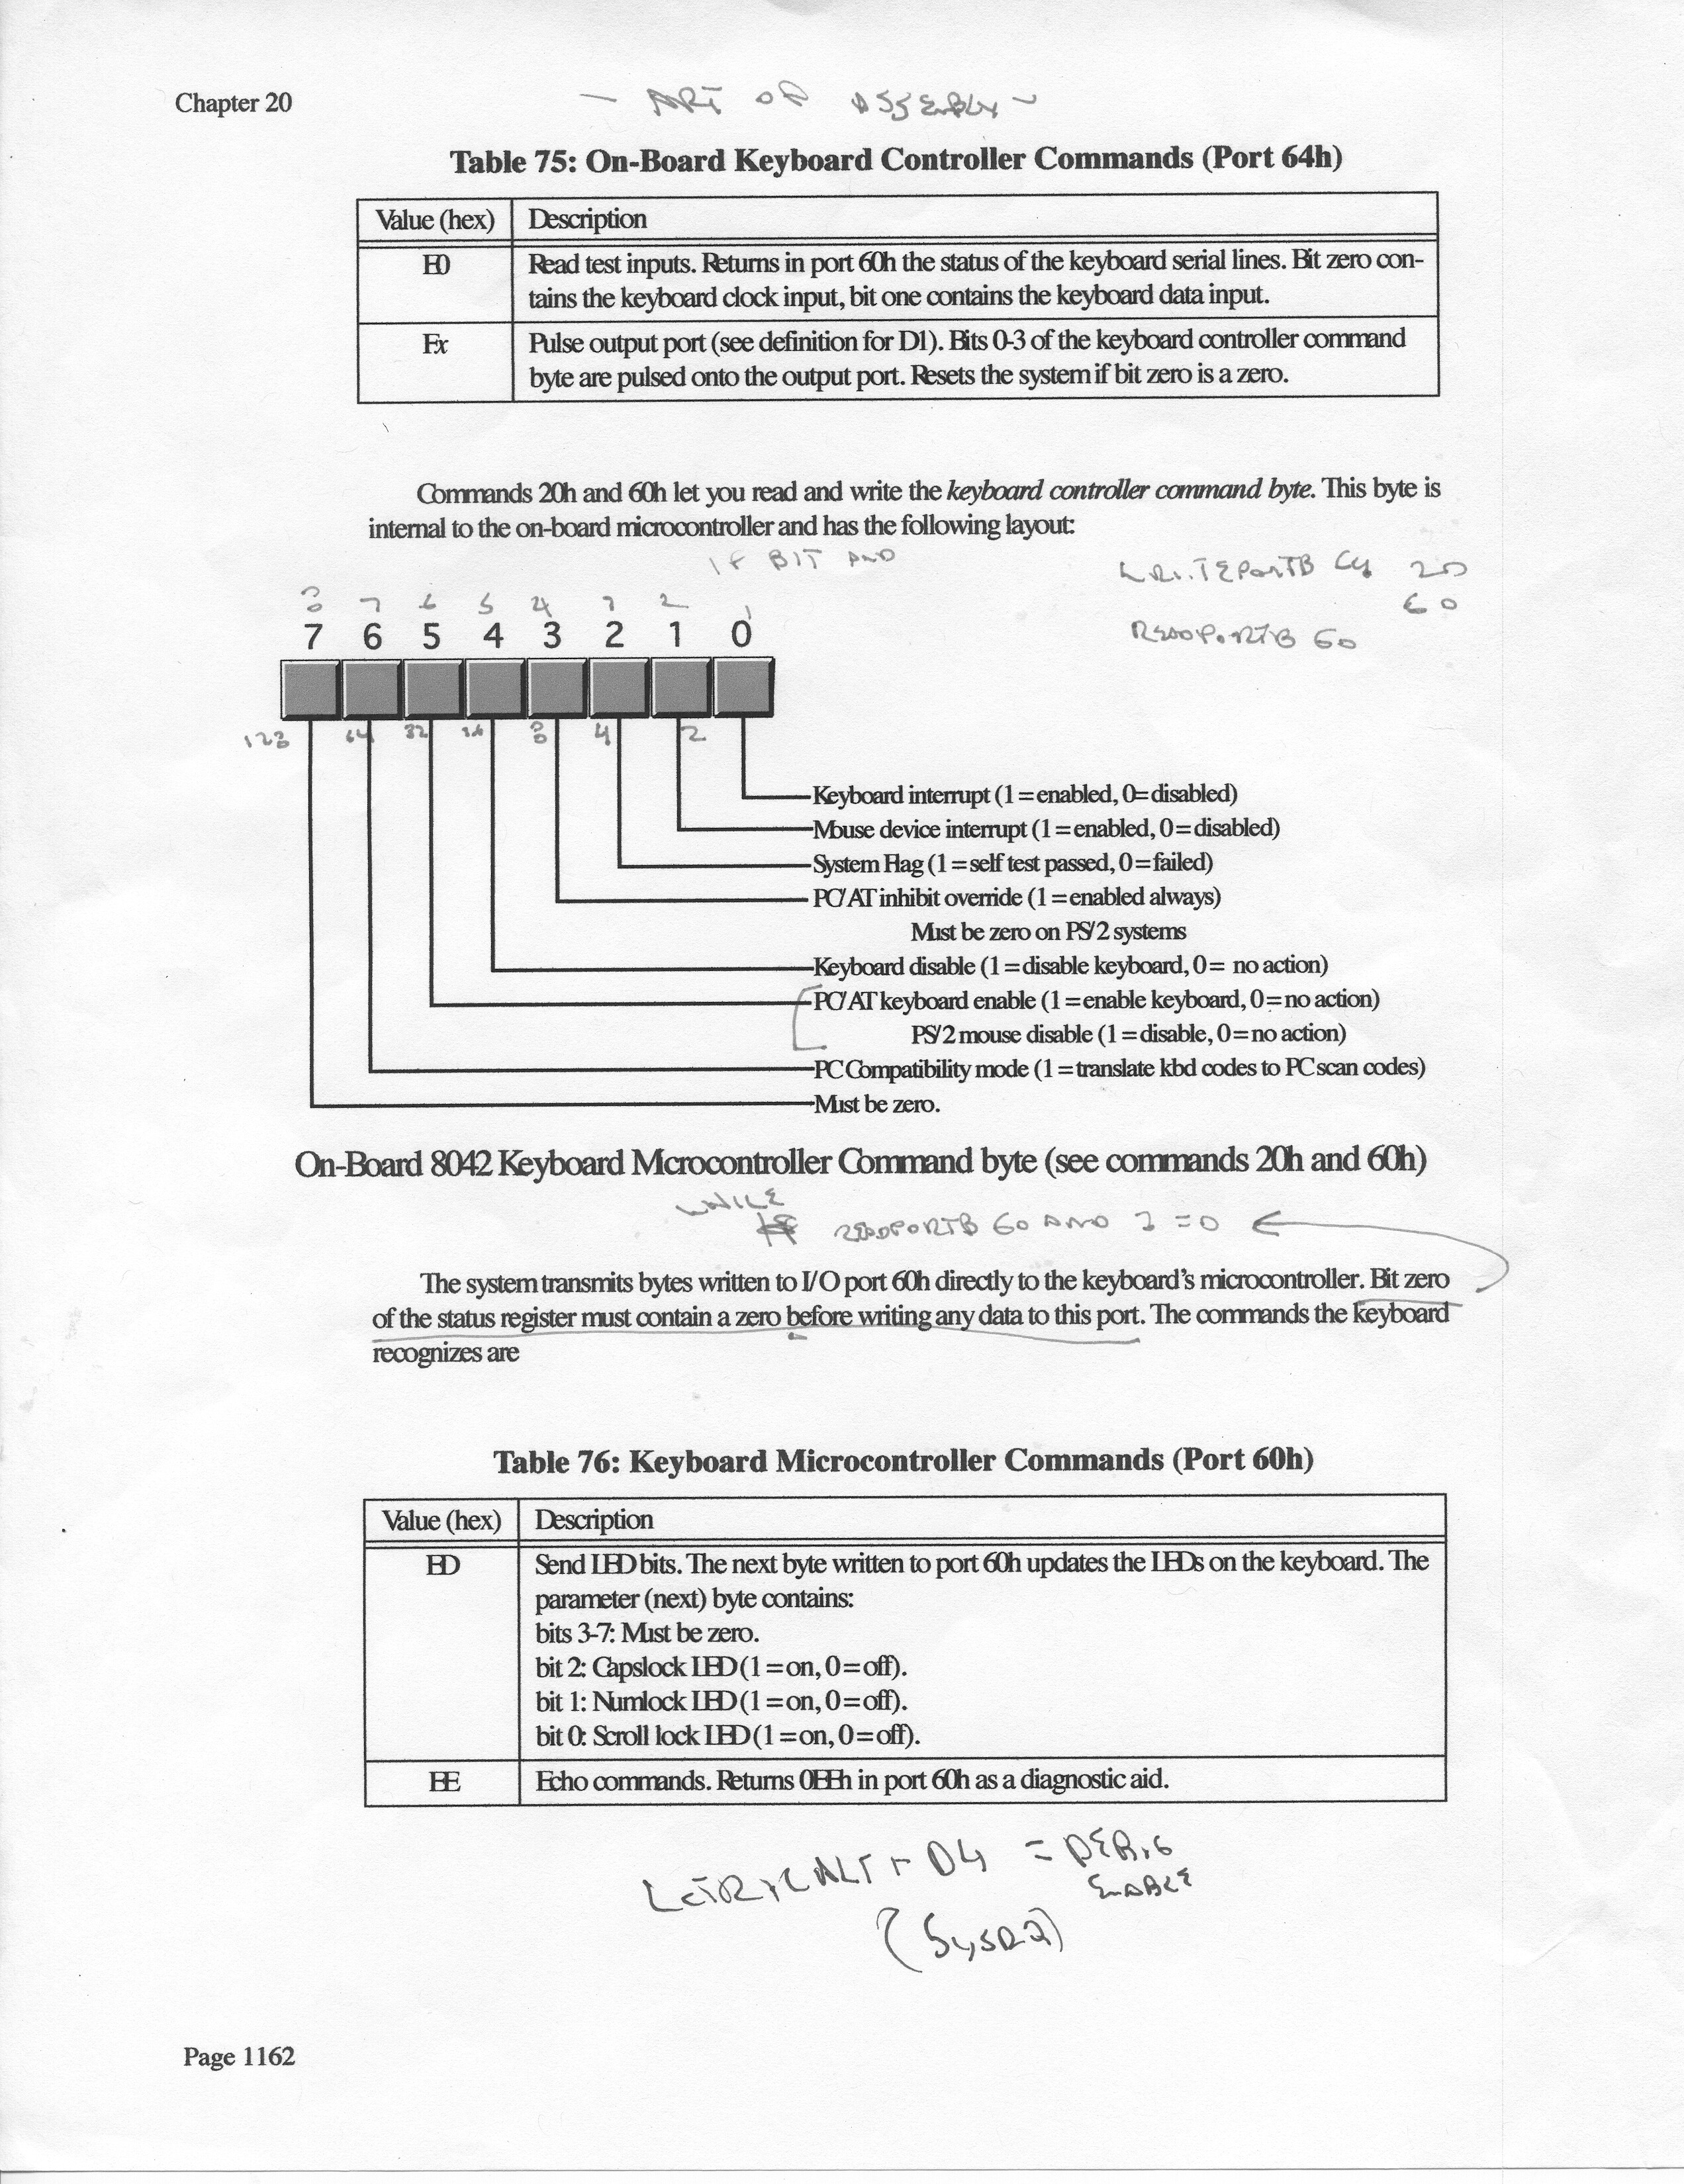 Chapter 20
- ART OF ASSEMBLY -
Table 75: On-Board Keyboard Controller Commands (Port 64h)
Value (hex) Description
E0 Read test inputs. Returns in port 60h the status of the keyboard serial lines. Bit zero con-
tains the keyboard clock input, bit one contains the keyboard data input.
Fx Pulse output port (see definition for D1). Bits 0-3 of the keyboard controller command
byte are pulsed onto the output port. Resets the system if bit zero is a zero.
Commands 20h and 60h let you read and write the keyboard controller command byte. This byte is
internal to the on-board microcontroller and has the following layout:
IF BIT AND
WRITEPORTB 64 20
60
READPORTB 60
8 7 6 5 4 3 2 1
7 6 5 4 3 2 1 0
128 64 32 16 8 4 2
Keyboard interrupt (1=enabled, 0=disabled)
Mouse device interrupt (1=enabled, 0=disabled)
System Flag (1=self test passed, 0=failed)
PC/AT inhibit override (1=enabled always)
Must be zero on PS/2 systems
Keyboard disable (1=disable keyboard, 0= no action)
PC/AT keyboard enable (1=enable keyboard, 0=no action)
PS/2 mouse disable (1=disable, 0=no action)
PC Compatibility mode (1=translate kbd codes to PC scan codes)
Must be zero.
On-Board 8042 Keyboard Microcontroller Command byte (see commands 20h and 60h)
WHILE
READPORTB 60 AND 1 =0
The system transmits bytes written to I/O port 60h directly to the keyboard's microcontroller. Bit zero
of the status register must contain a zero before writing any data to this port. The commands the keyboard
recognizes are
Table 76: Keyboard Microcontroller Commands (Port 60h)
Value (hex) Description
ED Send LED bits. The next byte written to port 60h updates the LEDs on the keyboard. The
parameter (next) byte contains:
bits 3-7: Must be zero.
bit 2: Capslock LED (1=on, 0=off).
bit 1: Numlock LED (1=on, 0=off).
bit 0: Scroll lock LED (1=on, 0=off).
EE Echo commands. Returns 0EEh in port 60h as a diagnostic aid.
+ D4 = DEBUG
ENABLE
(SYSRQ)
Page 1162